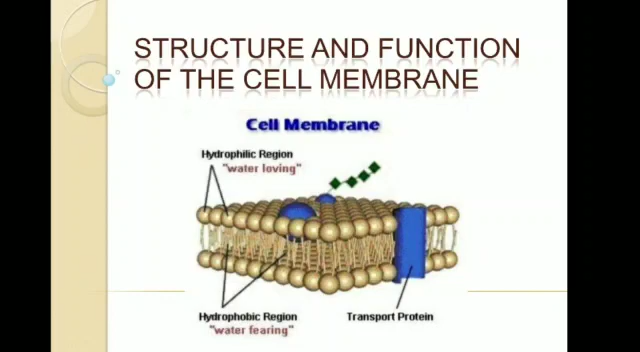 STRUCTURE AND FUNCTION
OF THE CELL MEMBRANE
Cell Membrane
Hydrophilic Region
"water loving"
Hydrophobic Region
"water fearing"
Transport Protein